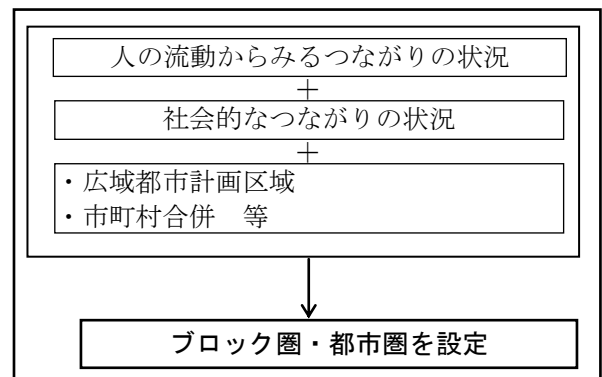 人の流動からみるつながりの状況
＋
社会的なつながりの状況
＋
・広域都市計画区域
・市町村合併　等
ブロック圏・都市圏を設定